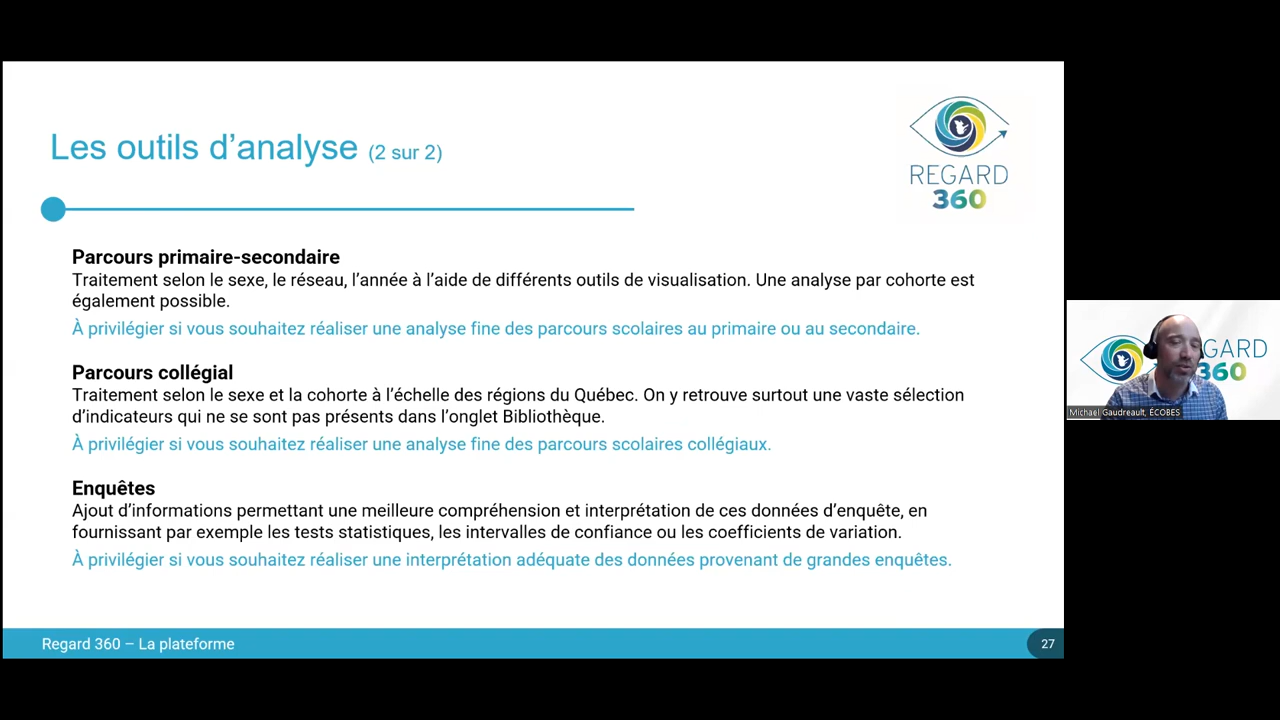 Les outils d’analyse (2 sur 2)
REGARD
360
Parcours primaire-secondaire
Traitement selon le sexe, le réseau, l’année à l’aide de différents outils de visualisation. Une analyse par cohorte est
également possible.
À privilégier si vous souhaitez réaliser une analyse fine des parcours scolaires au primaire ou au secondaire.
Parcours collégial
Traitement selon le sexe et la cohorte à l’échelle des régions du Québec. On y retrouve surtout une vaste sélection
d’indicateurs qui ne se sont pas présents dans l’onglet Bibliothèque.
À privilégier si vous souhaitez réaliser une analyse fine des parcours scolaires collégiaux.
Enquêtes
Ajout d’informations permettant une meilleure compréhension et interprétation de ces données d’enquête, en
fournissant par exemple les tests statistiques, les intervalles de confiance ou les coefficients de variation.
À privilégier si vous souhaitez réaliser une interprétation adéquate des données provenant de grandes enquêtes.
Regard 360 – La plateforme
27
GARD
360
Michael Gaudreault, ÉCOBES